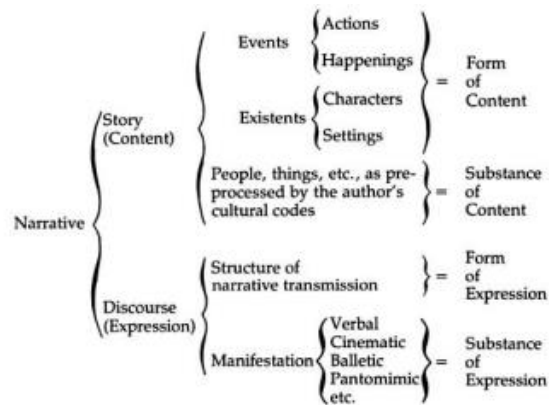 Narrative
Story
(Content)
Events
Actions
Happenings
Existents
Characters
Settings
= Form
of
Content
People, things, etc., as pre-
processed by the author's
cultural codes
= Substance
of
Content
Discourse
(Expression)
Structure of
narrative transmission
= Form
of
Expression
Manifestation
Verbal
Cinematic
Balletic
Pantomimic
etc.
= Substance
of
Expression